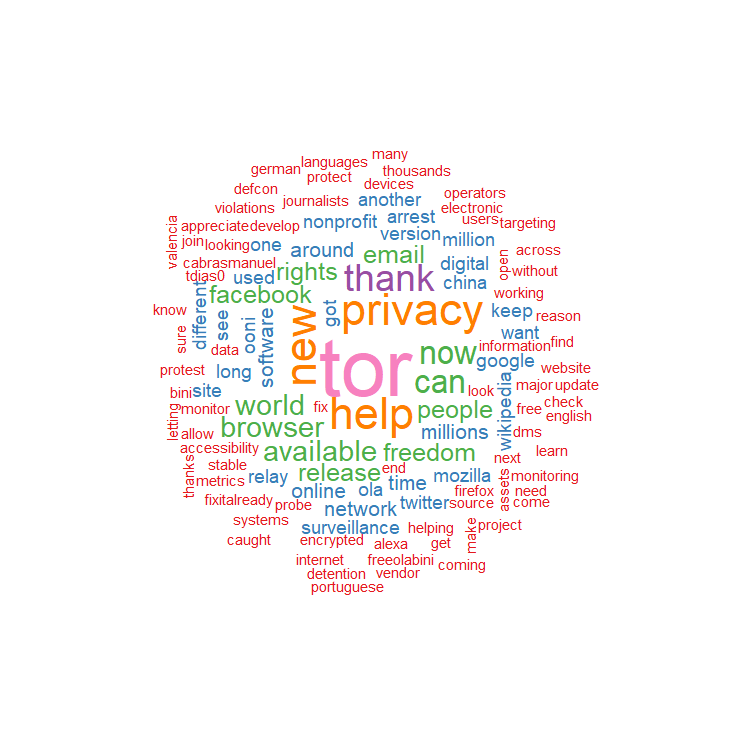 many
languages
german
thousands
protect
devices
defcon
operators
journalists
another
electronic
violations
nonprofit
arrest
users
targeting
valencia
appreciate
develop
version
million
join
looking
one
around
email
open
across
cabrasmanuel
rights
thank
digital
without
tdias0
used
china
facebook
working
know
different
see
ooni
software
new
got
privacy
keep
reason
sure
want
data
tor
now
information
find
google
protest
long
can
website
bini
site
look
wikipedia
major
update
letting
monitor
world
fix
help
people
free
check
english
allow
browser
millions
dms
accessibility
available
freedom
learn
thanks
stable
end
next
metrics
relay
release
mozilla
assets
monitoring
online
ola
time
firefox
need
fixit
already
probe
network
twitter
source
come
systems
surveillance
helping
make
project
caught
encrypted
alexa
get
internet
freeolabini
coming
detention
vendor
portuguese